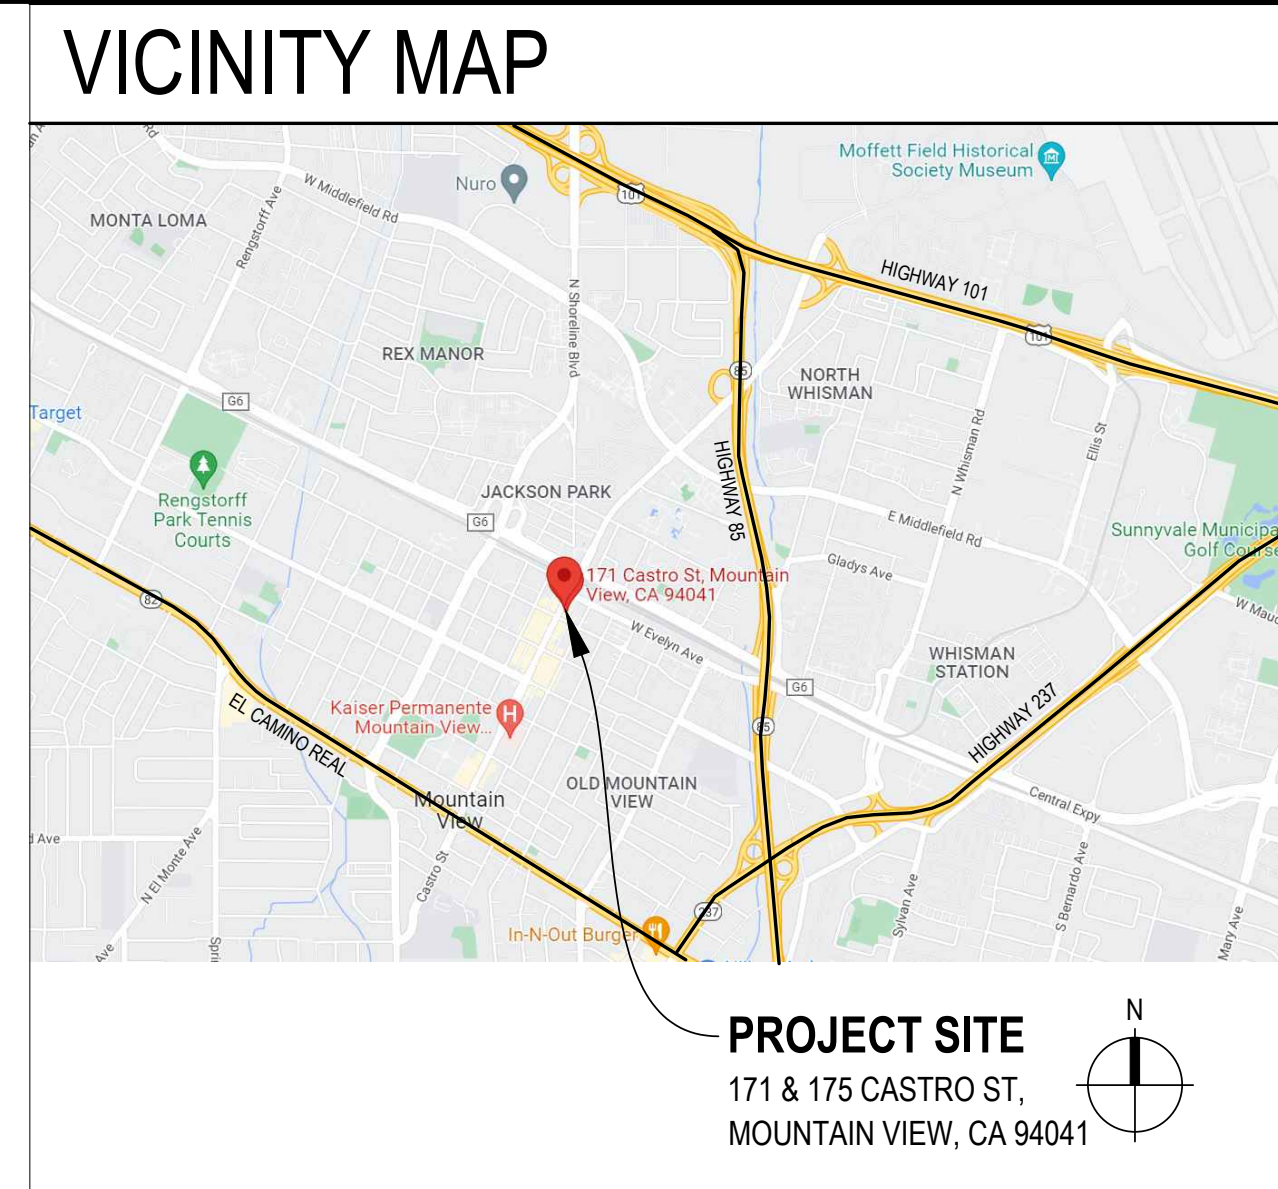 VICINITY MAP
Moffett Field Historical
Society Museum
Nuro
101
W Middlefield Rd
Rd
MONTA LOMA
Rengstorff Ave
HIGHWAY 101
N Shoreline Blvd
101
REX MANOR
85
NORTH
WHISMAN
G6
Target
N Whisman Rd
Ellis St
HIGHWAY 85
Rengstorff
Park Tennis
Courts
JACKSON PARK
G6
E Middlefield Rd
Sunnyvale Municipa
Golf Course
Gladys Ave
171 Castro St, Mountain
View, CA 94041
82
W Maud
W Evelyn Ave
WHISMAN
STATION
G6
Kaiser Permanente
Mountain View...
H
EL CAMINO REAL
85
HIGHWAY 237
OLD MOUNTAIN
VIEW
Mountain
View
Central Expy
d Ave
N El Monte Ave
Castro St
Sylvan Ave
S Bernardo Ave
Mary Ave
237
In-N-Out Burger
Ave
Sprin
N
PROJECT SITE
171 & 175 CASTRO ST,
MOUNTAIN VIEW, CA 94041